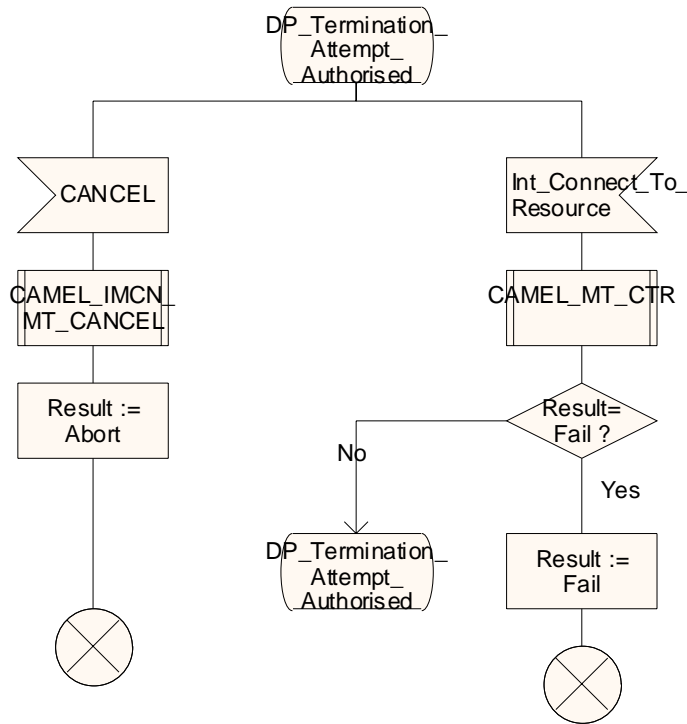 DP_Termination_
Attempt_
Authorised
CANCEL
Int_Connect_To_
Resource
CAMEL_IMCN_
MT_CANCEL
CAMEL_MT_CTR
Result :=
Abort
Result=
Fail ?
No
Yes
DP_Termination_
Attempt_
Authorised
Result :=
Fail